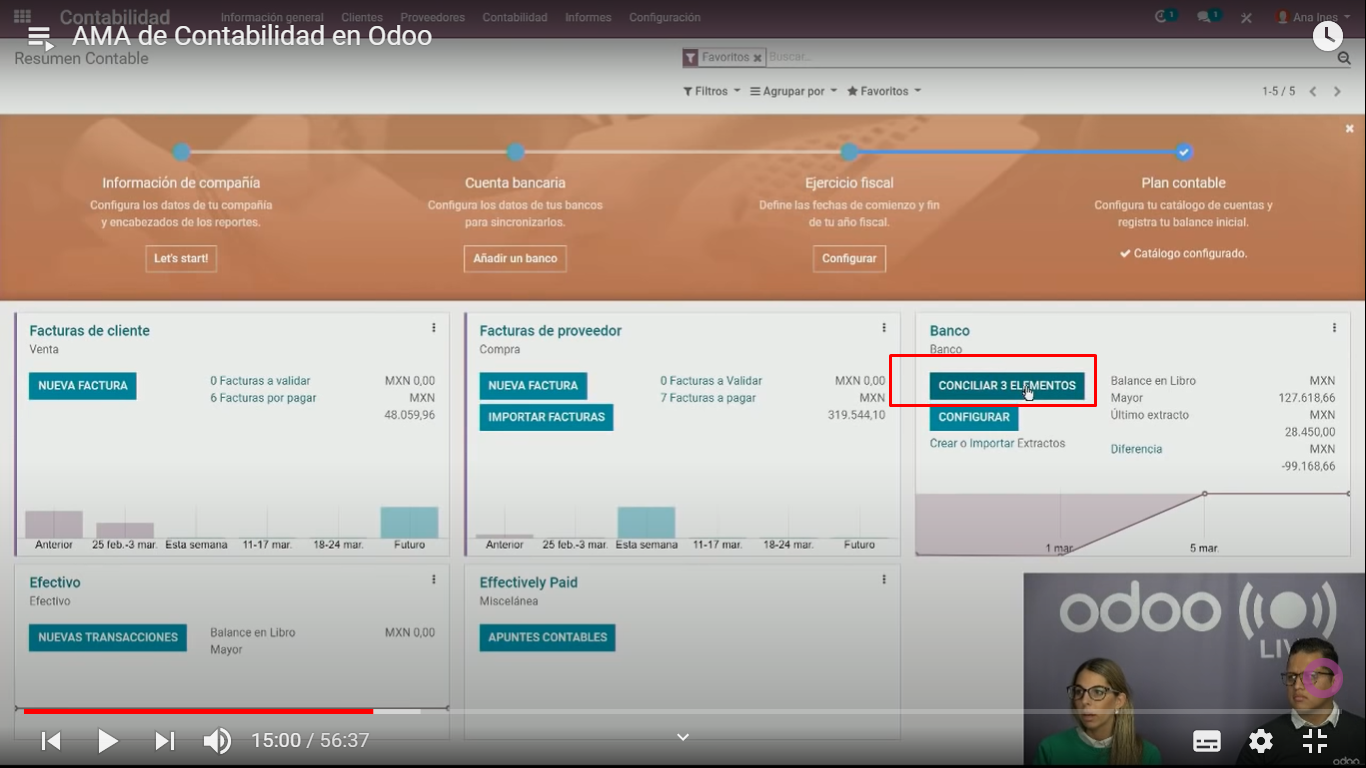 Contabilidad
Información general Clientes Proveedores Contabilidad Informes Configuración
1 1 Ana Ines
AMA de Contabilidad en Odoo
Resumen Contable
Favoritos Buscar...
Filtros Agrupar por Favoritos
1-5 / 5
Información de compañía
Configura los datos de tu compañía
y encabezados de los reportes.
Let's start!
Cuenta bancaria
Configura los datos de tus bancos
para sincronizarlos.
Añadir un banco
Ejercicio fiscal
Define las fechas de comienzo y fin
de tu año fiscal.
Configurar
Plan contable
Configura tu catálogo de cuentas y
registra tu balance inicial.
Catálogo configurado.
Facturas de cliente
Venta
NUEVA FACTURA
0 Facturas a validar MXN 0,00
6 Facturas por pagar MXN
48.059,96
Anterior 25 feb.-3 mar. Esta semana 11-17 mar. 18-24 mar. Futuro
Facturas de proveedor
Compra
NUEVA FACTURA
IMPORTAR FACTURAS
0 Facturas a Validar MXN 0,00
7 Facturas a pagar MXN
319.544,10
Anterior 25 feb.-3 mar. Esta semana 11-17 mar. 18-24 mar. Futuro
Banco
Banco
CONCILIAR 3 ELEMENTOS
CONFIGURAR
Crear o Importar Extractos
Balance en Libro MXN
Mayor 127.618,66
Último extracto MXN
28.450,00
Diferencia MXN
-99.168,66
1 mar. 5 mar.
Efectivo
Efectivo
NUEVAS TRANSACCIONES
Balance en Libro MXN 0,00
Mayor
Effectively Paid
Miscelánea
APUNTES CONTABLES
odoo
LIV
15:00 / 56:37
odoo